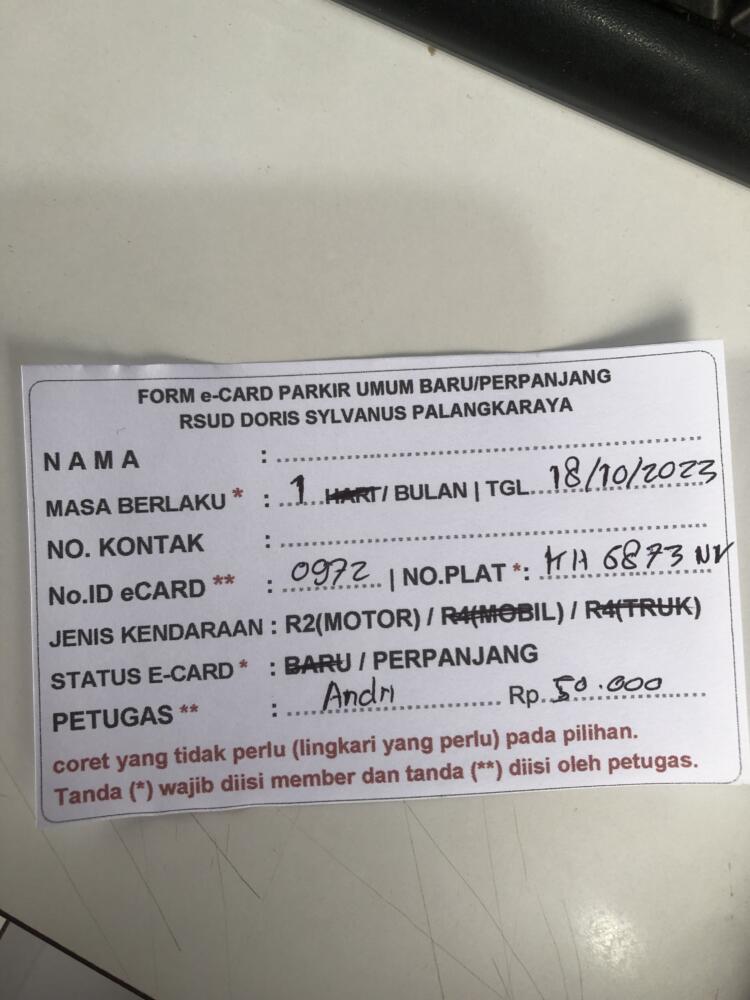 FORM e-CARD PARKIR UMUM BARU/PERPANJANG
RSUD DORIS SYLVANUS PALANGKARAYA
NAMA :
MASA BERLAKU * : 1 HARI / BULAN | TGL. 18/10/2023
NO. KONTAK :
No.ID eCARD ** : 0972 | NO.PLAT *: KH 6873 NV
JENIS KENDARAAN : R2(MOTOR) / R4(MOBIL) / R4(TRUK)
STATUS E-CARD * : BARU / PERPANJANG
PETUGAS ** : Andri Rp. 50.000
coret yang tidak perlu (lingkari yang perlu) pada pilihan.
Tanda (*) wajib diisi member dan tanda (**) diisi oleh petugas.